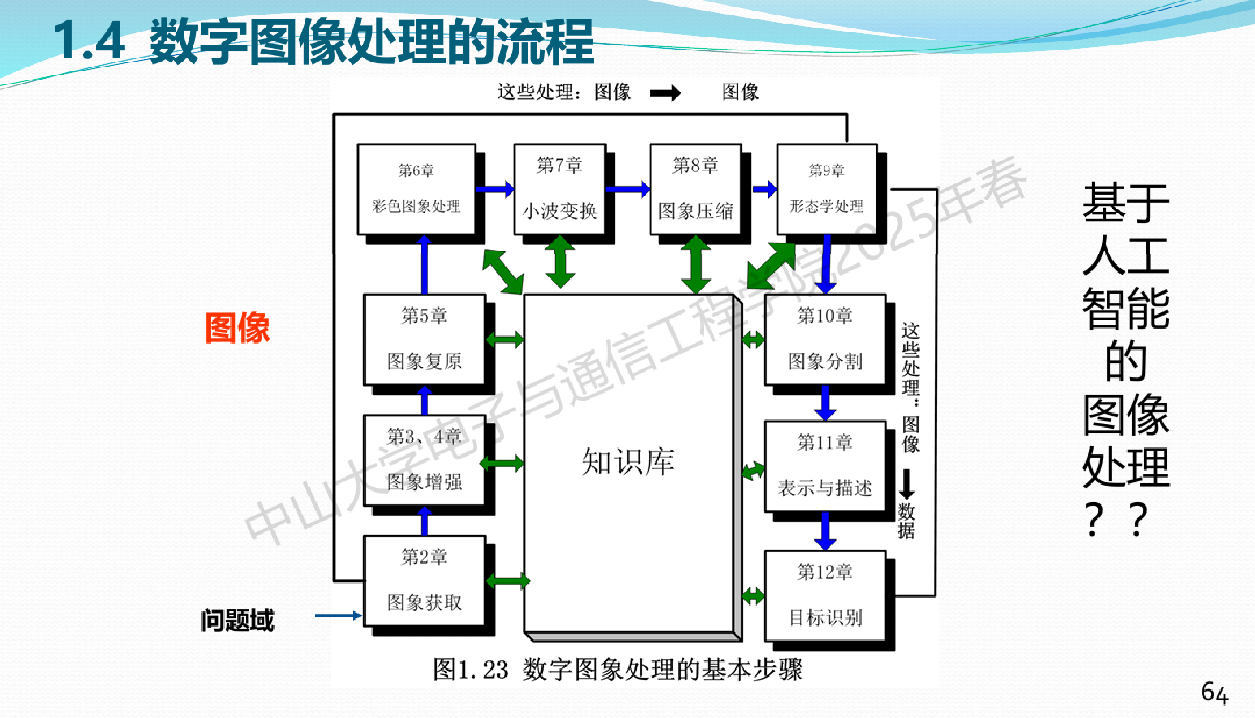 1.4 数字图像处理的流程
这些处理：图像 图像
第6章
彩色图象处理
第7章
小波变换
第8章
图象压缩
第9章
形态学处理
第5章
图象复原
第3、4章
图象增强
第2章
图象获取
知识库
第10章
图象分割
第11章
表示与描述
第12章
目标识别
这些处理：图像 数据
图像
问题域
基于
人工
智能
的
图像
处理
？？
图1.23 数字图象处理的基本步骤
中山大学电子与通信工程学院2025年春
64